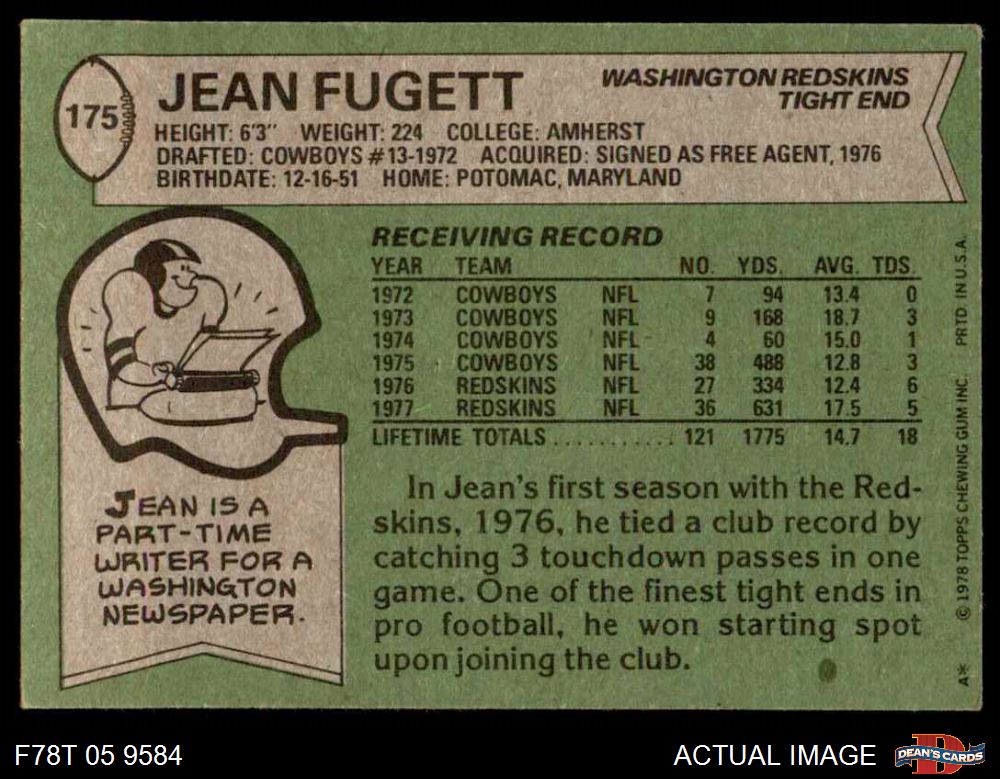 175
JEAN FUGETT
WASHINGTON REDSKINS
TIGHT END
HEIGHT: 6'3" WEIGHT: 224 COLLEGE: AMHERST
DRAFTED: COWBOYS #13-1972 ACQUIRED: SIGNED AS FREE AGENT, 1976
BIRTHDATE: 12-16-51 HOME: POTOMAC, MARYLAND
RECEIVING RECORD
YEAR TEAM NO. YDS. AVG. TDS.
1972 COWBOYS NFL 7 94 13.4 0
1973 COWBOYS NFL 9 168 18.7 3
1974 COWBOYS NFL 4 60 15.0 1
1975 COWBOYS NFL 38 488 12.8 3
1976 REDSKINS NFL 27 334 12.4 6
1977 REDSKINS NFL 36 631 17.5 5
LIFETIME TOTALS ........... 121 1775 14.7 18
JEAN IS A
PART-TIME
WRITER FOR A
WASHINGTON
NEWSPAPER.
In Jean's first season with the Red-
skins, 1976, he tied a club record by
catching 3 touchdown passes in one
game. One of the finest tight ends in
pro football, he won starting spot
upon joining the club.
A* © 1978 TOPPS CHEWING GUM INC. PRTD IN U.S.A.
F78T 05 9584
ACTUAL IMAGE
DEAN'S CARDS